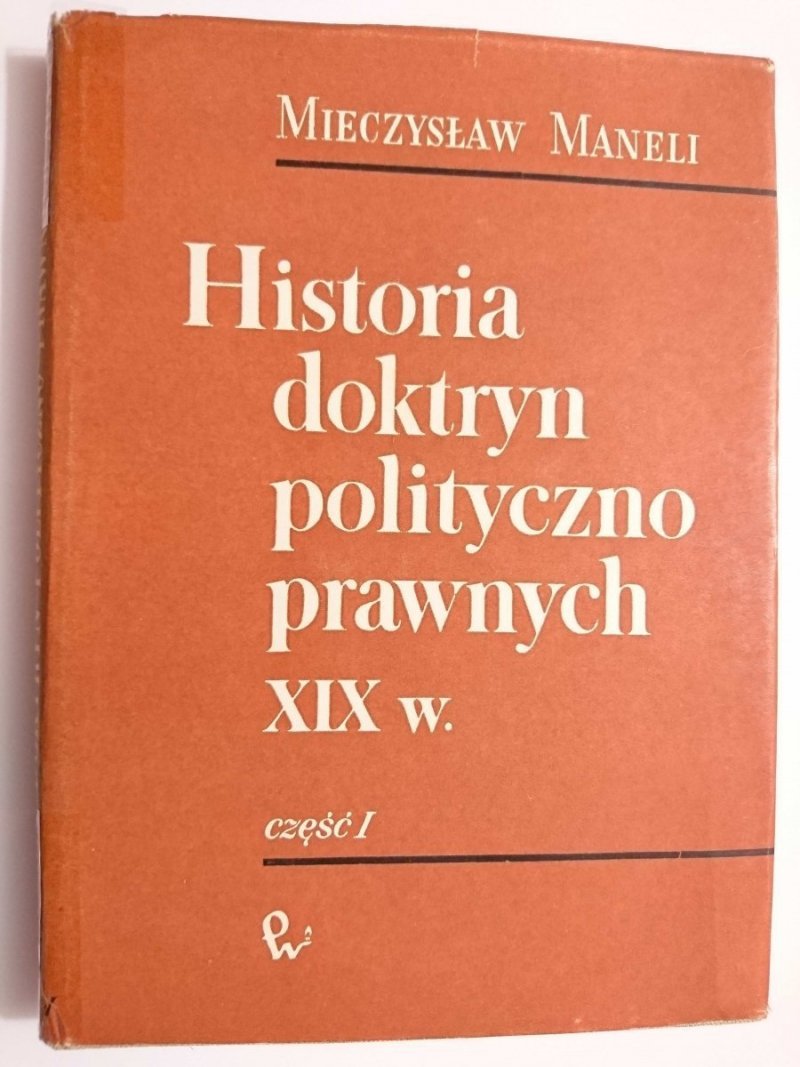 MIECZYSŁAW MANELI
Historia
doktryn
polityczno
prawnych
XIX w.
część I